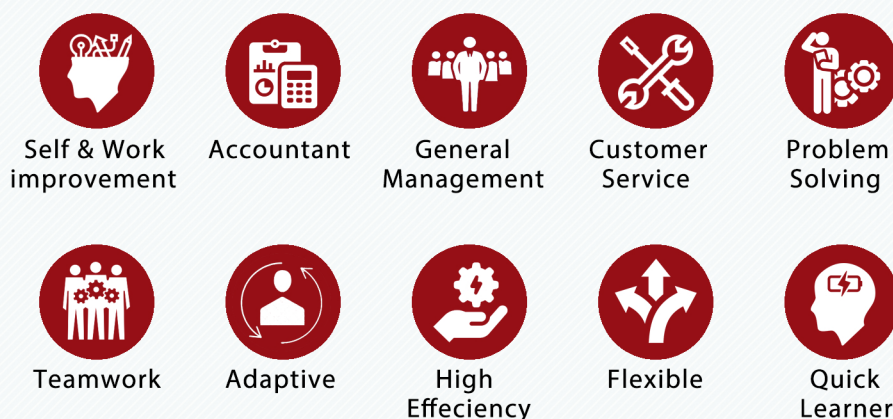 Self & Work
improvement
Accountant
General
Management
Customer
Service
Problem
Solving
Teamwork
Adaptive
High
Effeciency
Flexible
Quick
Learner